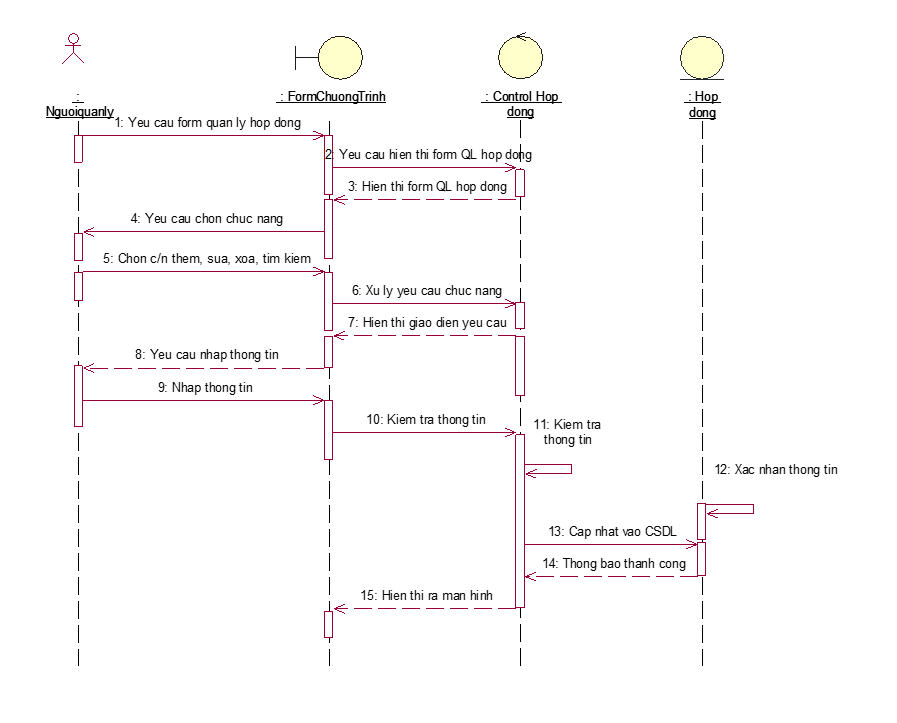 :
Nguoiquanly
: FormChuongTrinh
: Control Hop
dong
: Hop
dong
1: Yeu cau form quan ly hop dong
2: Yeu cau hien thi form QL hop dong
3: Hien thi form QL hop dong
4: Yeu cau chon chuc nang
5: Chon c/n them, sua, xoa, tim kiem
6: Xu ly yeu cau chuc nang
7: Hien thi giao dien yeu cau
8: Yeu cau nhap thong tin
9: Nhap thong tin
10: Kiem tra thong tin
11: Kiem tra
thong tin
12: Xac nhan thong tin
13: Cap nhat vao CSDL
14: Thong bao thanh cong
15: Hien thi ra man hinh